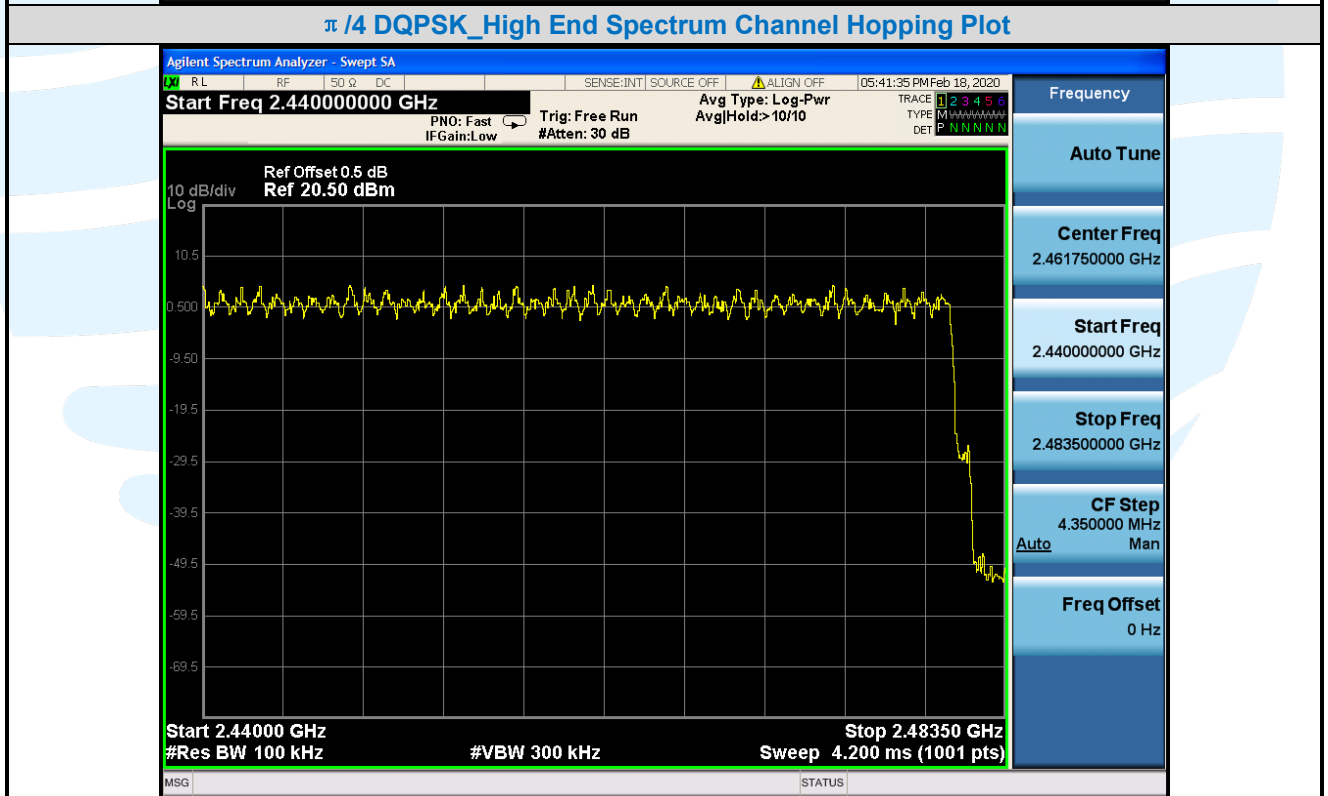 π /4 DQPSK_High End Spectrum Channel Hopping Plot
Agilent Spectrum Analyzer - Swept SA
LXI RL RF 50 Ω DC SENSE:INT SOURCE OFF ALIGN OFF 05:41:35 PM Feb 18, 2020
Start Freq 2.440000000 GHz
PNO: Fast
IFGain:Low
Trig: Free Run
#Atten: 30 dB
Avg Type: Log-Pwr
Avg|Hold:>10/10
TRACE 1 2 3 4 5 6
TYPE M
DET P N N N N N
Ref Offset 0.5 dB
10 dB/div Ref 20.50 dBm
Log
10.5
0.500
-9.50
-19.5
-29.5
-39.5
-49.5
-59.5
-69.5
Start 2.44000 GHz Stop 2.48350 GHz
#Res BW 100 kHz #VBW 300 kHz Sweep 4.200 ms (1001 pts)
MSG STATUS
Frequency
Auto Tune
Center Freq
2.461750000 GHz
Start Freq
2.440000000 GHz
Stop Freq
2.483500000 GHz
CF Step
4.350000 MHz
Auto Man
Freq Offset
0 Hz